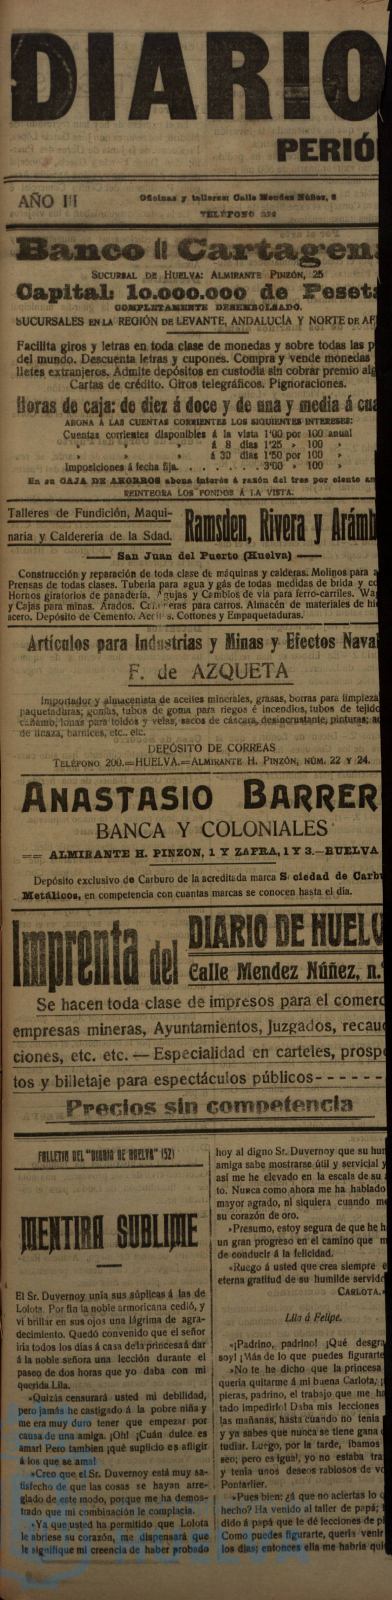 DIARIO
PERIÓ
AÑO III
Oficinas y talleres: Calle Mendez Núñez, 8
TELÉFONO
Banco Cartagen
SUCURSAL DE HUELVA: ALMIRANTE PINZÓN, 25
Capital: 10.000.000 de Peset
COMPLETAMENTE DESEMBOLSADO.
SUCURSALES EN LA REGIÓN DE LEVANTE, ANDALUCÍA Y NORTE DE AF
Facilita giros y letras en toda clase de monedas y sobre todas las p
del mundo. Descuenta letras y cupones. Compra y vende monedas
lletes extranjeros. Admite depósitos en custodia sin cobrar premio alg
Cartas de crédito. Giros telegráficos. Pignoraciones.
Horas de caja: de diez á doce y de una y media á cua
ABONA Á LAS CUENTAS CORRIENTES LOS SIGUIENTES INTERESES:
Cuentas corrientes disponibles á la vista 1'00 por 100 anual
» » » á 8 días 1'25 » 100 »
» » » á 30 días 1'50 por 100 »
Imposiciones á fecha fija. 3'00 » 100 »
En su CAJA DE AHORROS abona interés á razón del tres por ciento an
REINTEGRA LOS FONDOS Á LA VISTA.
Talleres de Fundición, Maqui-
naria y Calderería de la Sdad.
Ramsden, Rivera y Arámb
San Juan del Puerto (Huelva)
Construcción y reparación de toda clase de máquinas y calderas. Molinos para a
Prensas de todas clases. Tubería para agua y gás de todas medidas de brida y co
Hornos giratorios de panadería. Agujas y Cambios de vía para ferro-carriles. Wag
y Cajas para minas. Arados. para carros. Almacén de materiales de hie
acero. Depósito de Cemento. Aceites. Cottones y Empaquetaduras.
Artículos para Industrias y Minas y Efectos Naval
F. de AZQUETA
Importador y almacenista de aceites minerales, grasas, borras para limpieza
paquetaduras; gomas, tubos de goma para riegos é incendios, tubos de tejido
cáñamo, lonas para toldos y velas, sacos de cáscara, desincrustante, pinturas; ac
de linaza, barnices, etc., etc.
DEPÓSITO DE CORREAS
TELÉFONO 200.=HUELVA.=ALMIRANTE H. PINZÓN, NÚM. 22 Y 24.
ANASTASIO BARRER
BANCA Y COLONIALES
== ALMIRANTE H. PINZON, 1 Y ZAFRA, 1 Y 3.—HUELVA
Depósito exclusivo de Carburo de la acreditada marca Sociedad de Carbu
Metálicos, en competencia con cuantas marcas se conocen hasta el día.
Imprenta del
DIARIO DE HUELV
Calle Mendez Núñez, n.º
Se hacen toda clase de impresos para el comerc
empresas mineras, Ayuntamientos, Juzgados, recau
ciones, etc. etc. — Especialidad en carteles, prospe
tos y billetaje para espectáculos públicos------
Precios sin competencia
FOLLETIN DEL "DIARIO DE HUELVA" (52)
MENTIRA SUBLIME
El Sr. Duvernoy unía sus súplicas á las de
Lolota. Por fin la noble armoricana cedió, y
ví brillar en sus ojos una lágrima de agra-
decimiento. Quedó convenido que el señor
iría todos los días á casa de la princesa á dar
á la noble señora una lección durante el
paseo de dos horas que yo daba con mi
querida Lila.
»Quizás censurará usted mi debilidad,
pero jamás he castigado á la pobre niña y
me era muy duro tener que empezar por
causa de una amiga. ¡Oh! ¡Cuán dulce es
amar! Pero tambien ¡qué suplicio es afligir
á los que se ama!
»Creo que el Sr. Duvernoy está muy sa-
tisfecho de que las cosas se hayan arre-
glado de este modo, porque me ha demos-
trado que mi combinación le complacía.
»Ya que usted ha permitido que Lolota
le abriese su corazón, me dispensará que
le signifique mi creencia de haber probado
hoy al digno Sr. Duvernoy que su hum
amiga sabe mostrarse útil y servicial y
así me he elevado en la escala de su
to. Nunca como ahora me ha hablado
mayor agrado, ni siquiera cuando me
su corazón de oro.
»Presumo, estoy segura de que he h
un gran progreso en el camino que m
de conducir á la felicidad.
»Ruego á usted que crea siempre e
eterna gratitud de su humilde servido
CARLOTA.»
Lila á Felipe.
«¡Padrino, padrino! ¡Qué desgra
soy! ¡Más de lo que puedes figurarte
»No te he dicho que la princesa
quería quitarme á mi buena Carlota; ¡
pieras, padrino, el trabajo que me ha
tado impedirlo! Daba mis lecciones
las mañanas, hasta cuando no tenía
y ya sabes que nunca se tiene gana d
tudiar. Luego, por la tarde, íbamos
seo; pero es igual, yo no estaba tra
y tenía unos deseos rabiosos de vo
Pontarlier.
»Pues bien: ¿á que no aciertas lo q
hecho? Ha venido al taller de papá; h
dido á papá que le dé lecciones de pi
Como puedes figurarte, quería venir
los días; entonces ella me habría qui